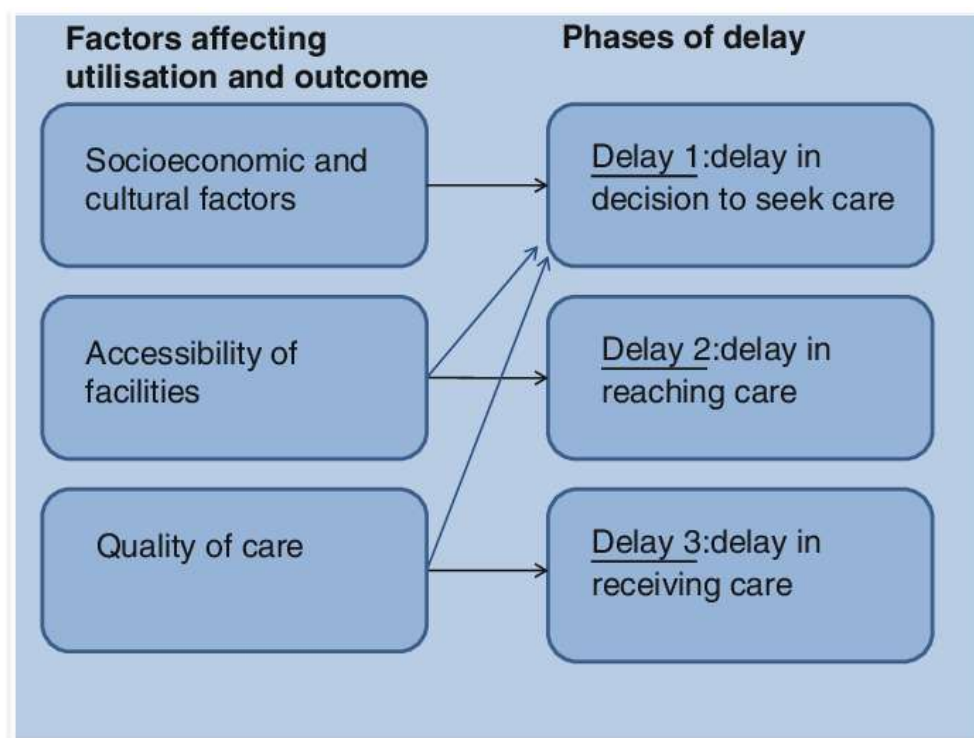 Factors affecting
utilisation and outcome
Phases of delay
Socioeconomic and
cultural factors
Delay 1:delay in
decision to seek care
Accessibility of
facilities
Delay 2:delay in
reaching care
Quality of care
Delay 3:delay in
receiving care